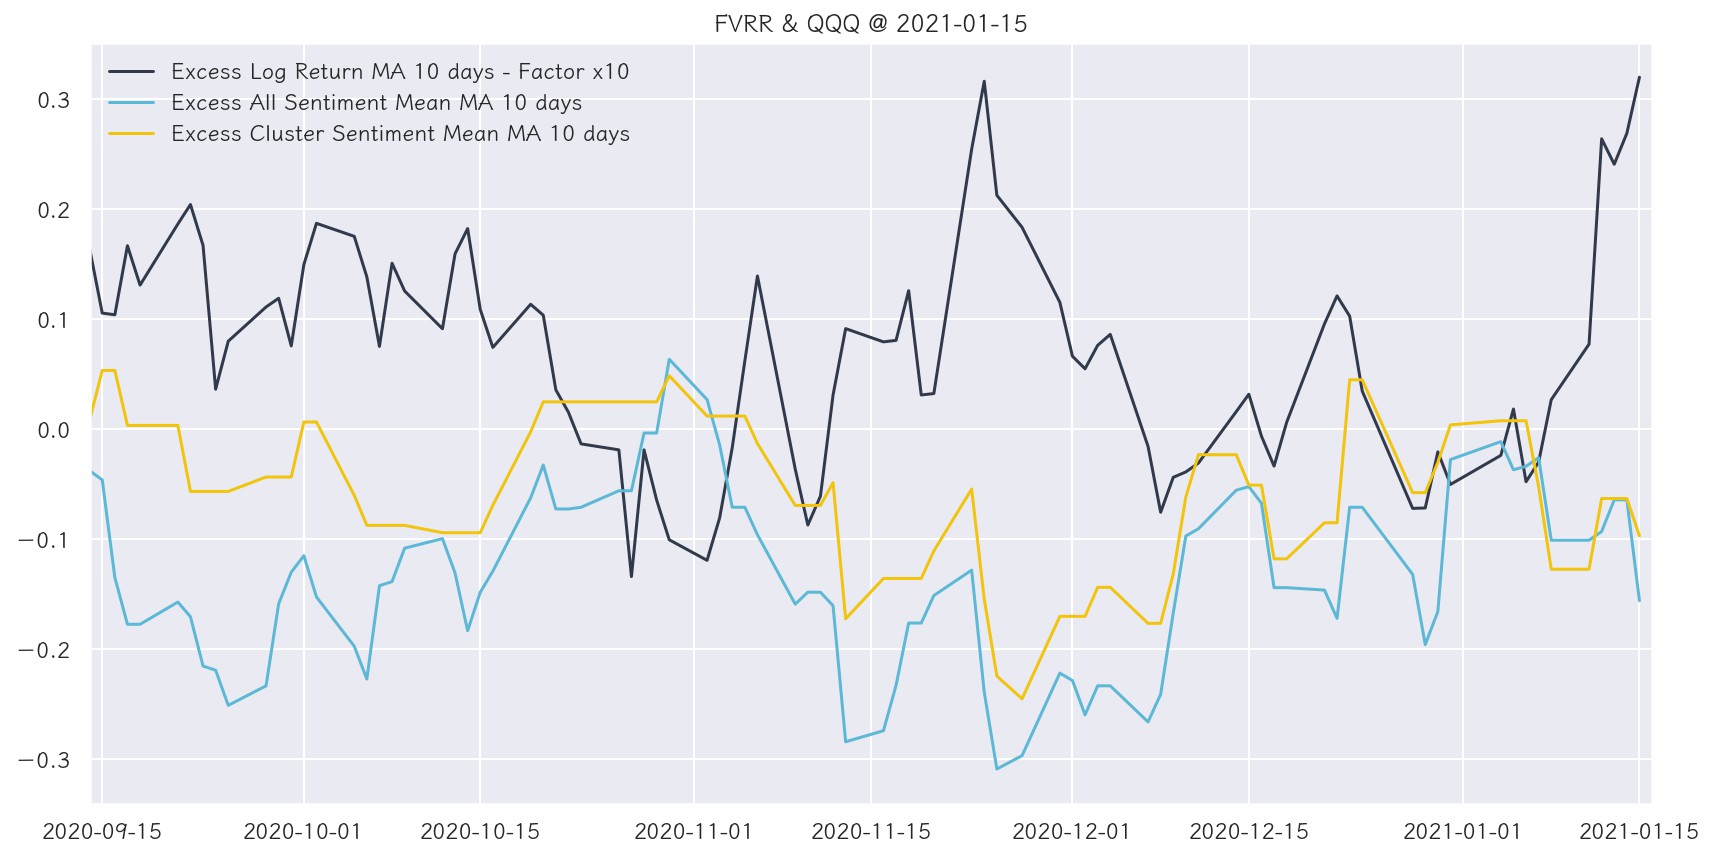 FVRR & QQQ @ 2021-01-15
Excess Log Return MA 10 days - Factor x10
Excess All Sentiment Mean MA 10 days
Excess Cluster Sentiment Mean MA 10 days
0.3
0.2
0.1
0.0
−0.1
−0.2
−0.3
2020-09-15 2020-10-01 2020-10-15 2020-11-01 2020-11-15 2020-12-01 2020-12-15 2021-01-01 2021-01-15